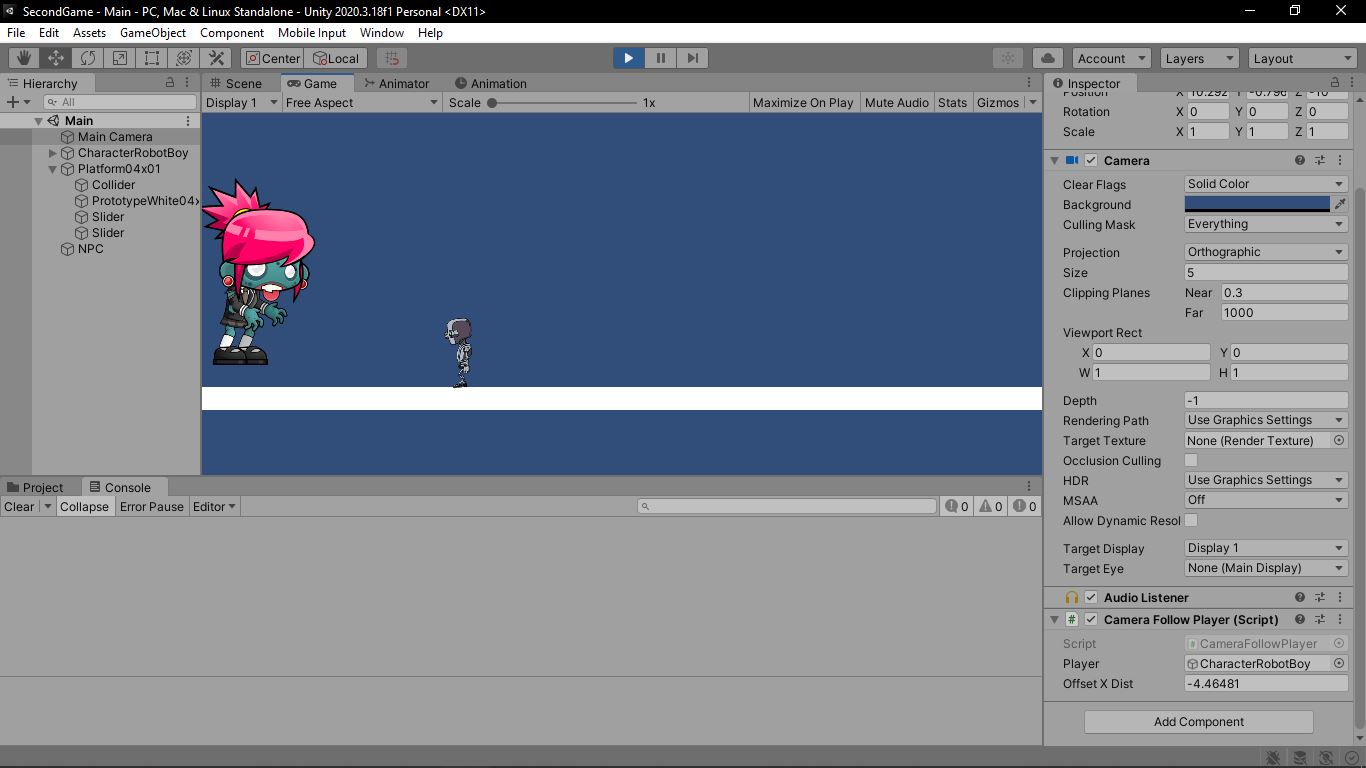 SecondGame - Main - PC, Mac & Linux Standalone - Unity 2020.3.18f1 Personal <DX11>
File Edit Assets GameObject Component Mobile Input Window Help
Center Local Account Layers Layout
Hierarchy
All
Main
Main Camera
CharacterRobotBoy
Platform04x01
Collider
PrototypeWhite04x
Slider
Slider
NPC
Scene Game Animator Animation
Display 1 Free Aspect Scale 1x Maximize On Play Mute Audio Stats Gizmos
Project Console
Clear Collapse Error Pause Editor 0 0 0
Inspector
Position X 10.292 Y -0.796 Z -10
Rotation X 0 Y 0 Z 0
Scale X 1 Y 1 Z 1
Camera
Clear Flags Solid Color
Background
Culling Mask Everything
Projection Orthographic
Size 5
Clipping Planes Near 0.3
Far 1000
Viewport Rect
X 0 Y 0
W 1 H 1
Depth -1
Rendering Path Use Graphics Settings
Target Texture None (Render Texture)
Occlusion Culling
HDR Use Graphics Settings
MSAA Off
Allow Dynamic Resol
Target Display Display 1
Target Eye None (Main Display)
Audio Listener
# Camera Follow Player (Script)
Script # CameraFollowPlayer
Player CharacterRobotBoy
Offset X Dist -4.46481
Add Component